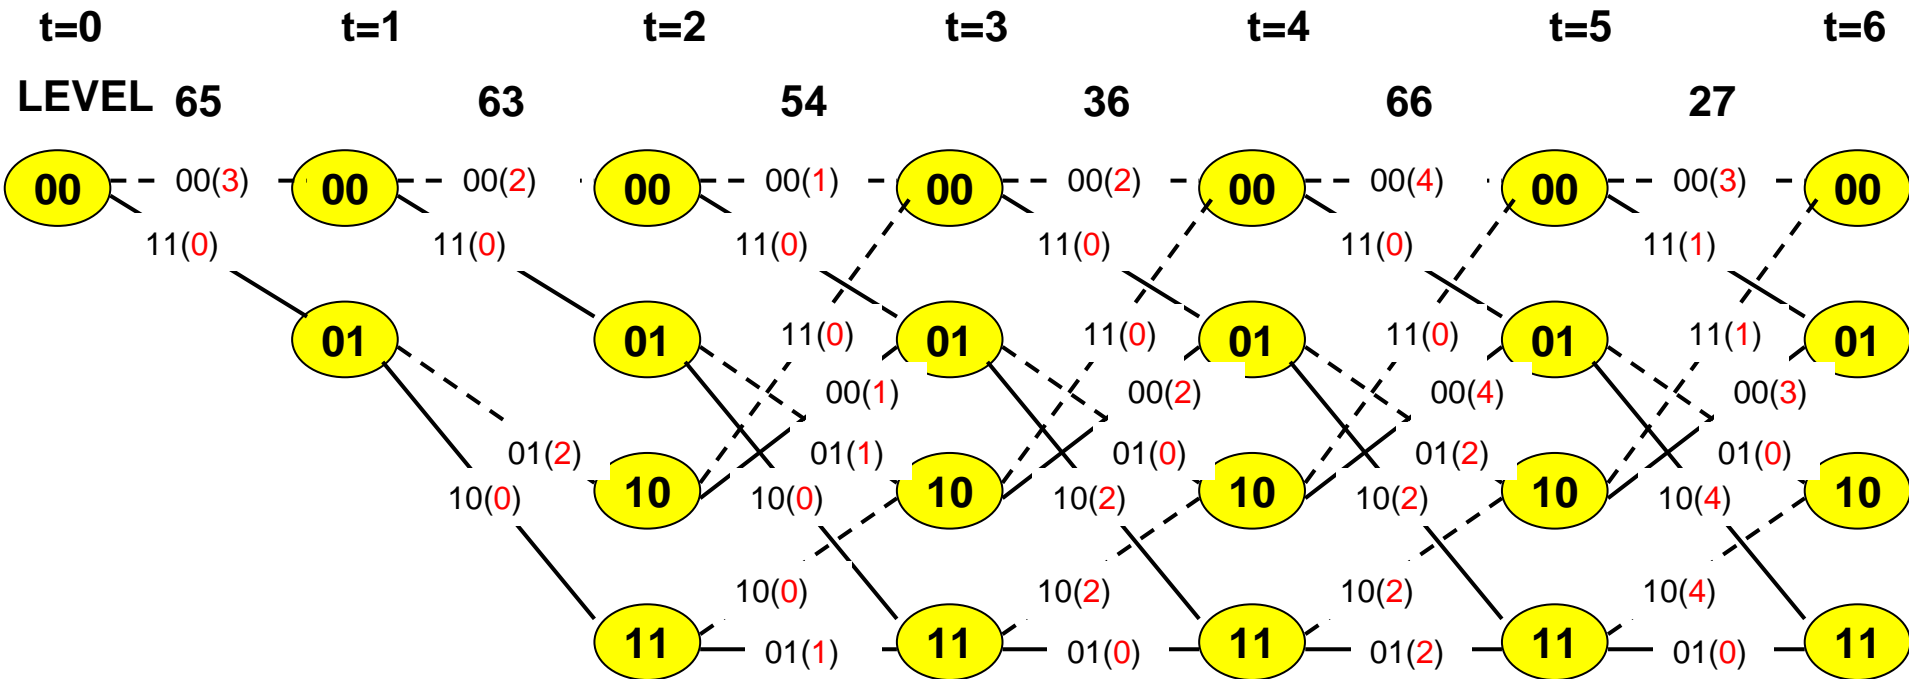 t=0 t=1 t=2 t=3 t=4 t=5 t=6
LEVEL 65 63 54 36 66 27
00 00(3) 00 00(2) 00 00(1) 00 00(2) 00 00(4) 00 00(3) 00
11(0) 11(0) 11(0) 11(0) 11(0) 11(1)
01 01 11(0) 01 11(0) 01 11(0) 01 11(1) 01
00(1) 00(2) 00(4) 00(3)
01(2) 01(1) 01(0) 01(2) 01(0)
10(0) 10 10(0) 10 10(2) 10 10(2) 10 10(4) 10
10(0) 10(2) 10(2) 10(4)
11 01(1) 11 01(0) 11 01(2) 11 01(0) 11